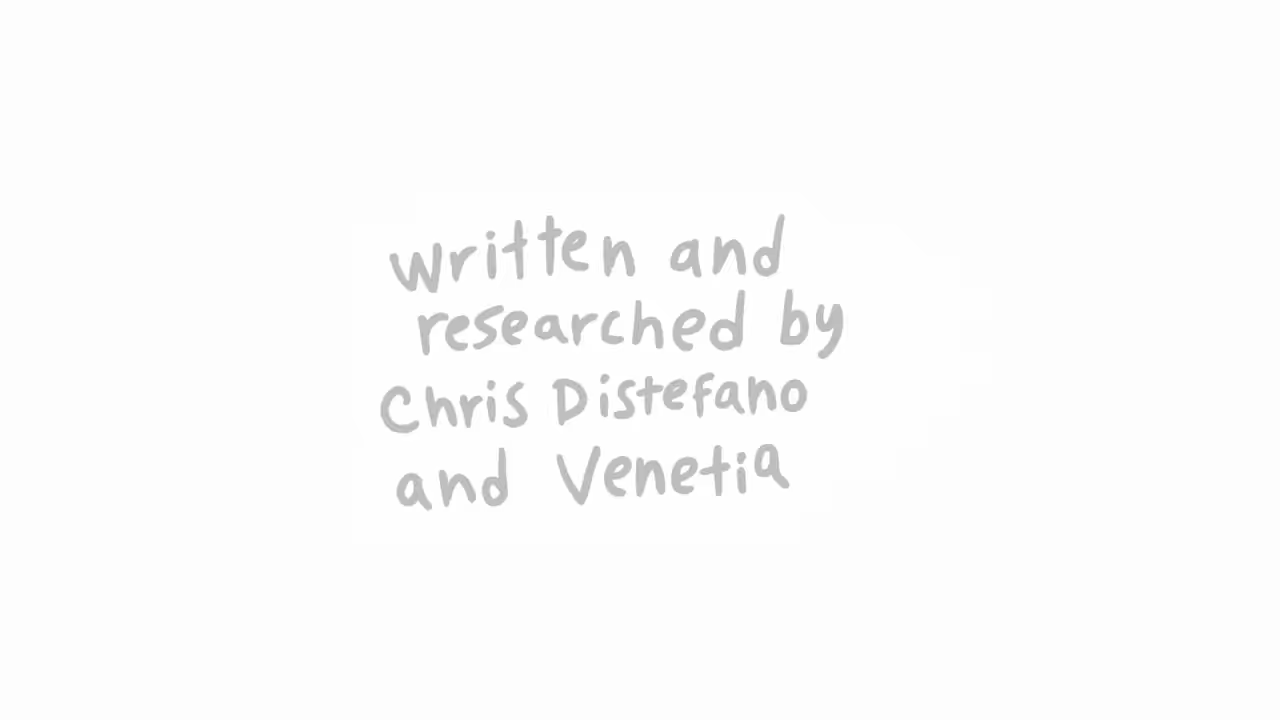 written and
researched by
Chris Distefano
and Venetia